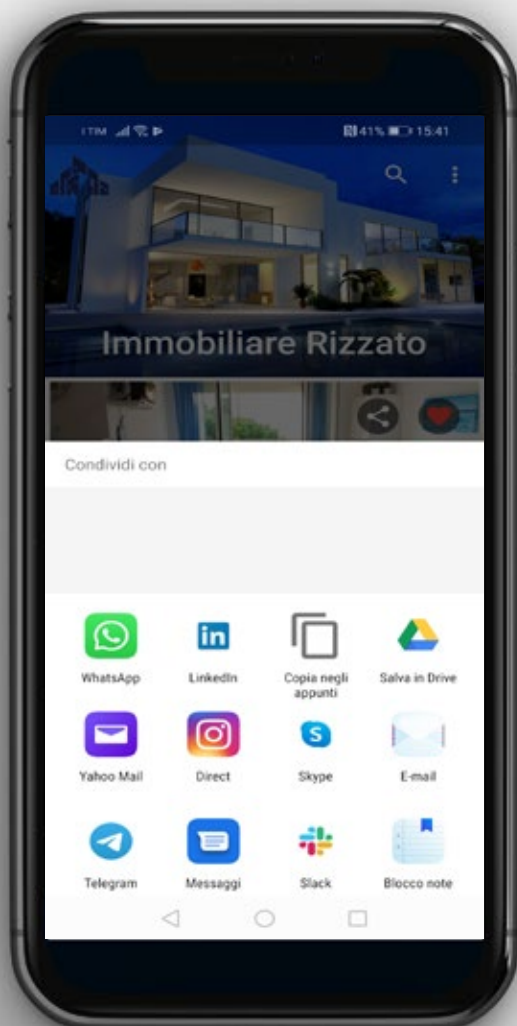 TIM 41% 15:41
Immobiliare Rizzato
Condividi con
WhatsApp LinkedIn Copia negli appunti Salva in Drive
Yahoo Mail Direct Skype E-mail
Telegram Messaggi Slack Blocco note